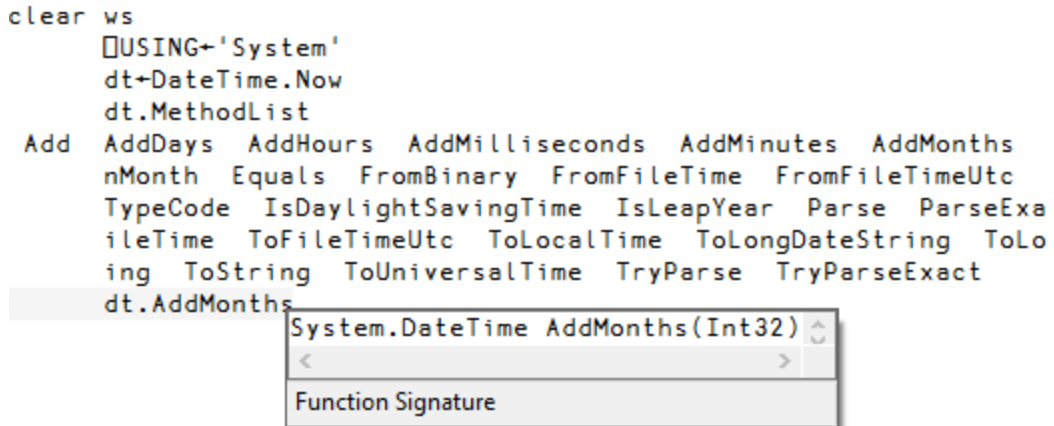 clear ws
⎕USING←'System'
dt←DateTime.Now
dt.MethodList
Add AddDays AddHours AddMilliseconds AddMinutes AddMonths
nMonth Equals FromBinary FromFileTime FromFileTimeUtc
TypeCode IsDaylightSavingTime IsLeapYear Parse ParseExa
ileTime ToFileTimeUtc ToLocalTime ToLongDateString ToLo
ing ToString ToUniversalTime TryParse TryParseExact
dt.AddMonths
System.DateTime AddMonths(Int32)
Function Signature